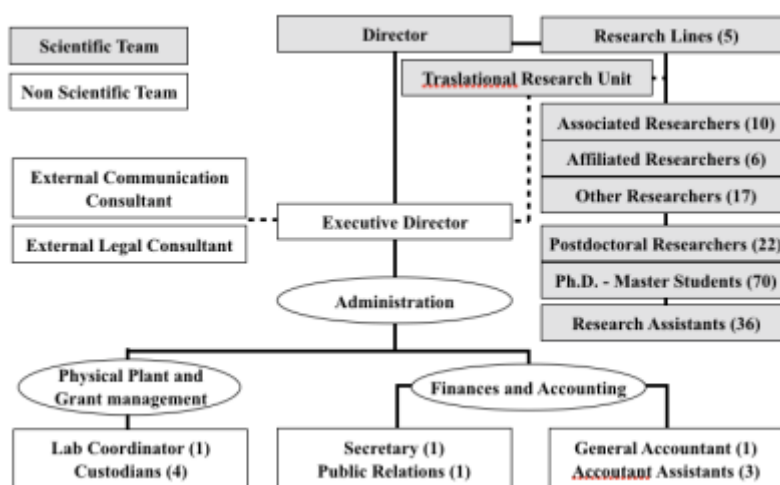 Scientific Team
Non Scientific Team
Director
Research Lines (5)
Traslational Research Unit
Associated Researchers (10)
Affiliated Researchers (6)
Other Researchers (17)
Postdoctoral Researchers (22)
Ph.D. - Master Students (70)
Research Assistants (36)
External Communication
Consultant
External Legal Consultant
Executive Director
Administration
Physical Plant and
Grant management
Finances and Accounting
Lab Coordinator (1)
Custodians (4)
Secretary (1)
Public Relations (1)
General Accountant (1)
Accoutant Assistants (3)